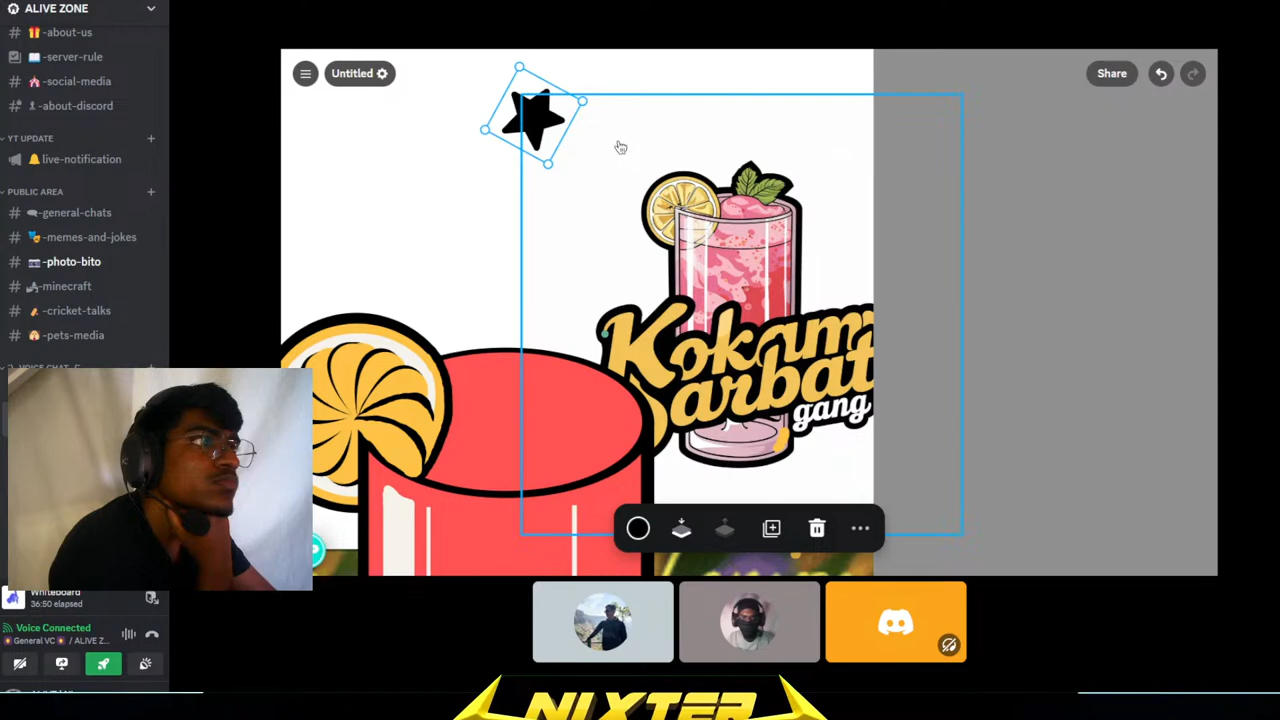 ALIVE ZONE
-about-us
-server-rule
-social-media
-about-discord
YT UPDATE
live-notification
PUBLIC AREA
-general-chats
-memes-and-jokes
-photo-bito
-minecraft
-cricket-talks
-pets-media
Whiteboard
36:50 elapsed
Voice Connected
General VC / ALIVE Z...
Untitled
Share
Kokam
Sarbat
gang
NIXTER